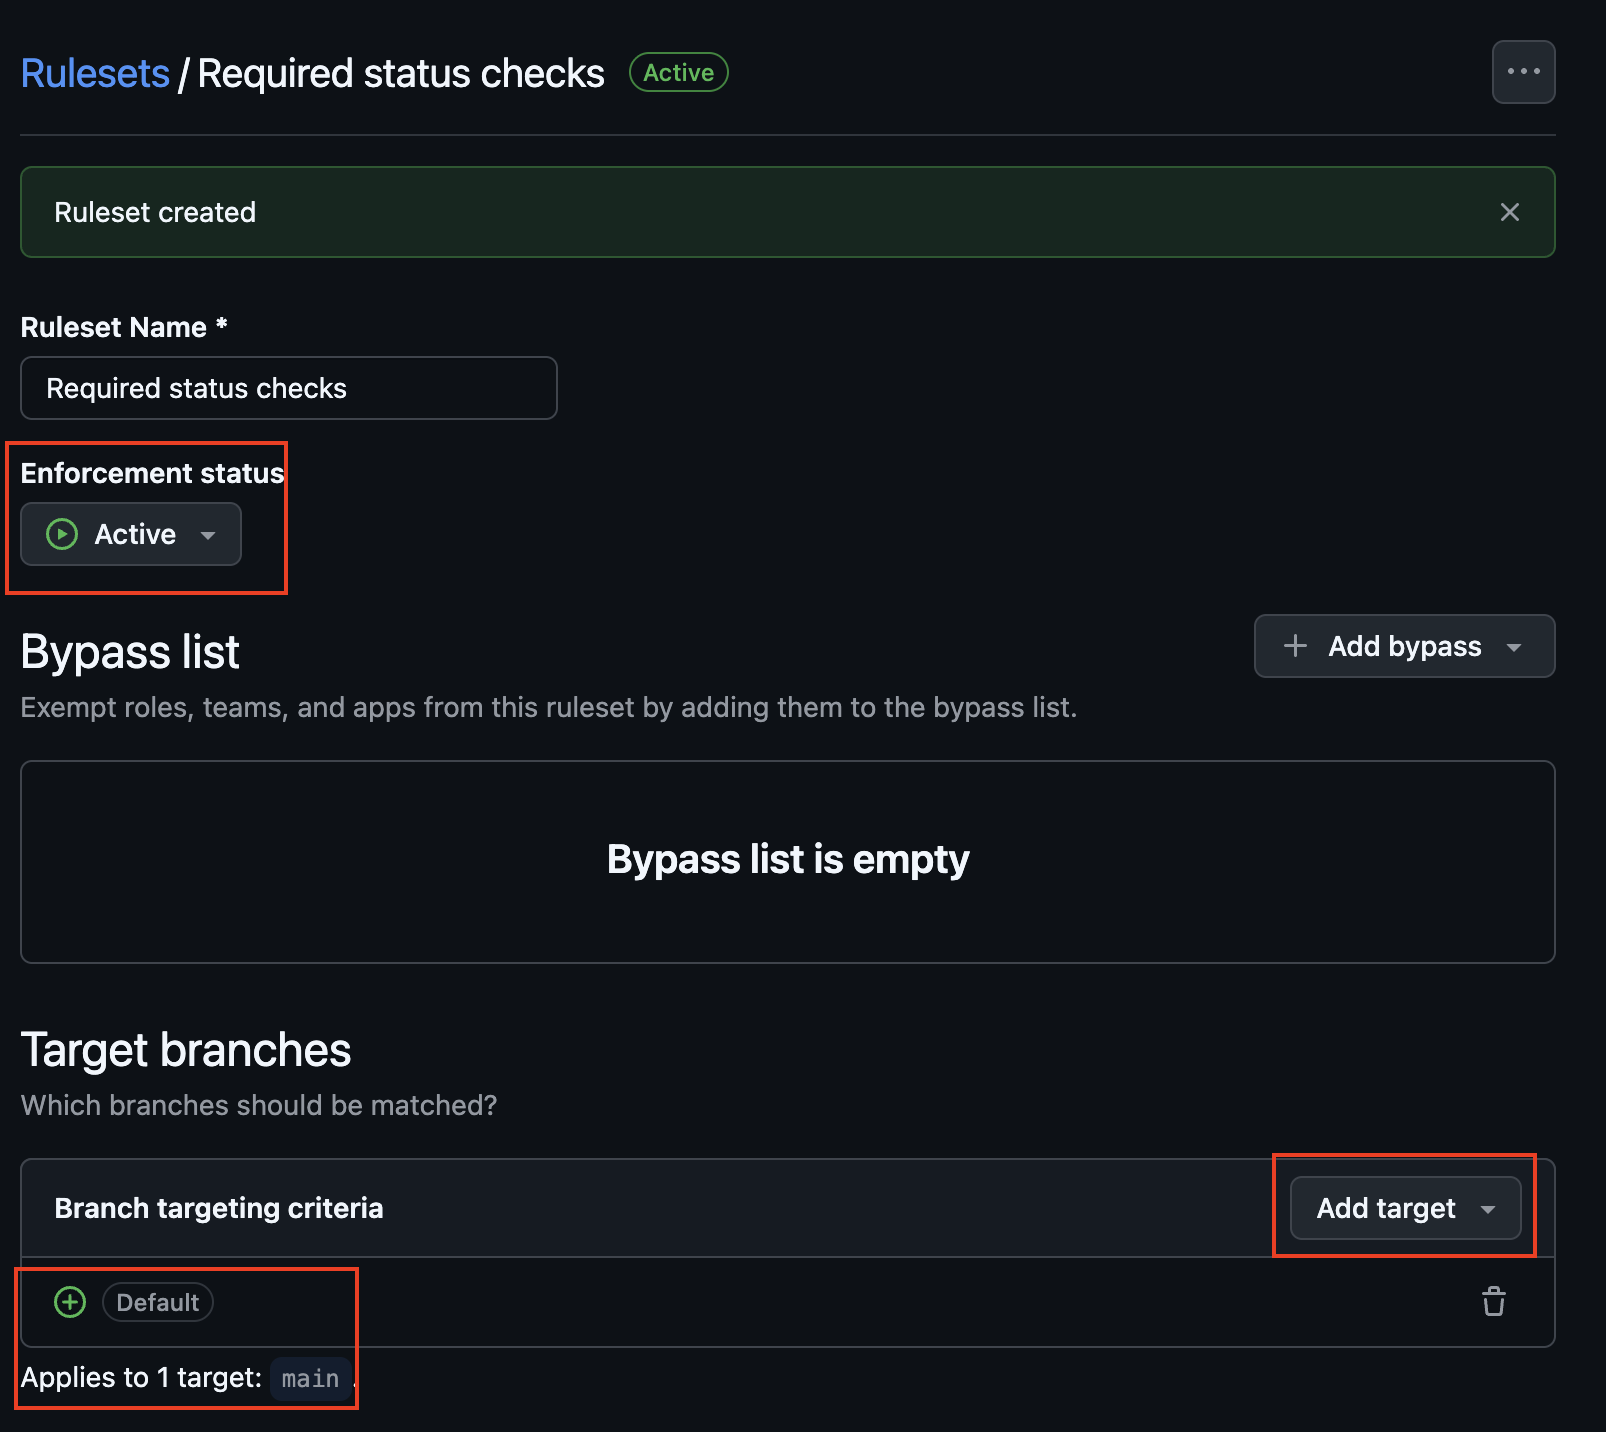 Rulesets / Required status checks Active
Ruleset created
Ruleset Name *
Required status checks
Enforcement status
Active
Bypass list
Add bypass
Exempt roles, teams, and apps from this ruleset by adding them to the bypass list.
Bypass list is empty
Target branches
Which branches should be matched?
Branch targeting criteria
Add target
Default
Applies to 1 target: main .